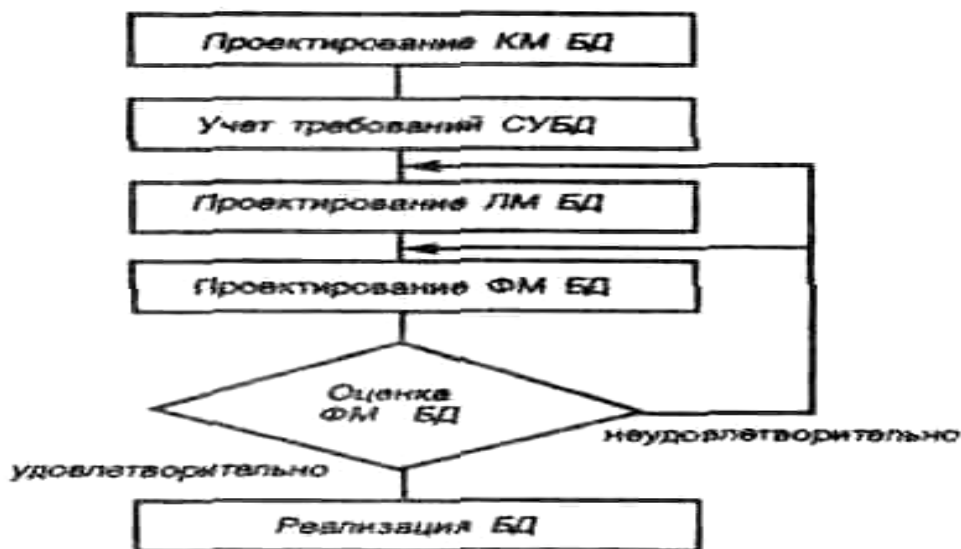 Проектирование КМ БД
Учет требований СУБД
Проектирование ЛМ БД
Проектирование ФМ БД
Оценка
ФМ БД
неудовлетворительно
удовлетворительно
Реализация БД